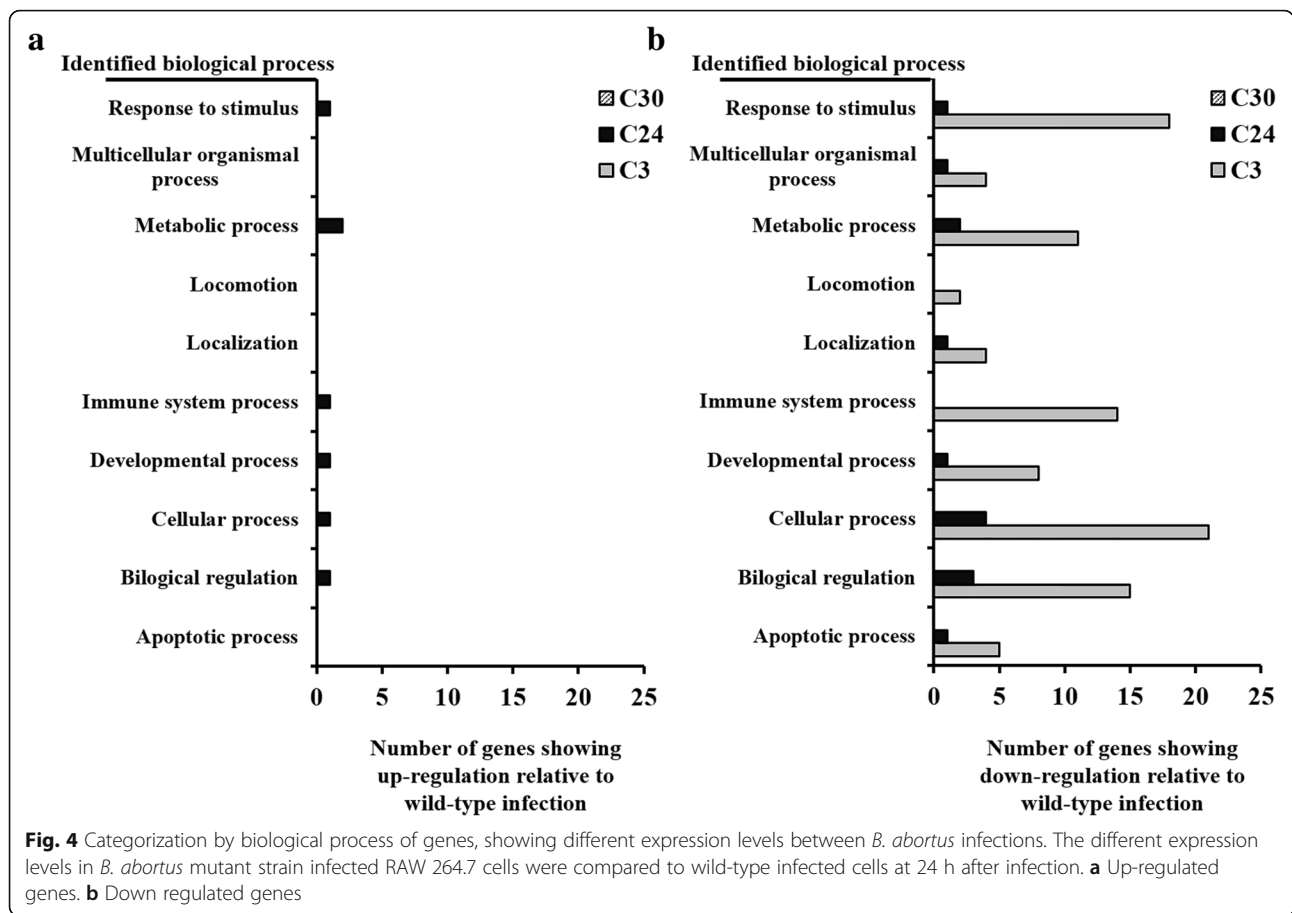 a
Identified biological process
Response to stimulus
Multicellular organismal
process
Metabolic process
Locomotion
Localization
Immune system process
Developmental process
Cellular process
Bilogical regulation
Apoptotic process
C30
C24
C3
0 5 10 15 20 25
Number of genes showing
up-regulation relative to
wild-type infection
b
Identified biological process
Response to stimulus
Multicellular organismal
process
Metabolic process
Locomotion
Localization
Immune system process
Developmental process
Cellular process
Bilogical regulation
Apoptotic process
C30
C24
C3
0 5 10 15 20 25
Number of genes showing
down-regulation relative to
wild-type infection
Fig. 4 Categorization by biological process of genes, showing different expression levels between B. abortus infections. The different expression
levels in B. abortus mutant strain infected RAW 264.7 cells were compared to wild-type infected cells at 24 h after infection. a Up-regulated
genes. b Down regulated genes